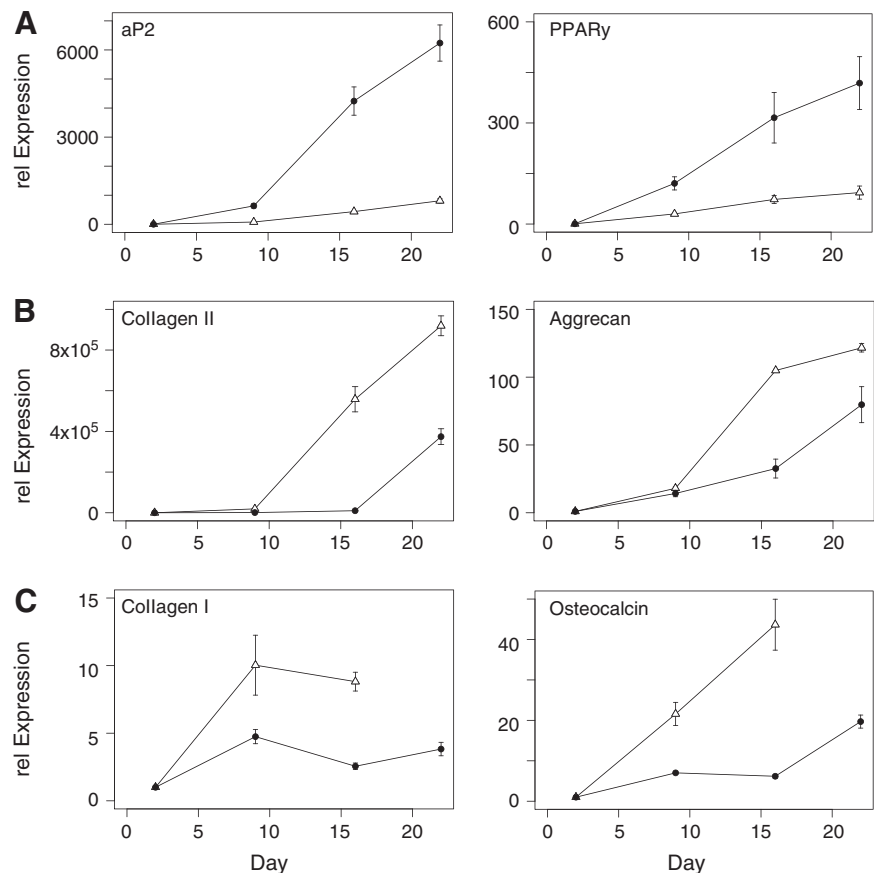 A
aP2
rel Expression
6000
3000
0
0 5 10 15 20
PPARy
600
300
0
0 5 10 15 20
B
Collagen II
rel Expression
8x10⁵
4x10⁵
0
0 5 10 15 20
Aggrecan
150
100
50
0
0 5 10 15 20
C
Collagen I
rel Expression
15
10
5
0
0 5 10 15 20
Day
Osteocalcin
40
20
0
0 5 10 15 20
Day